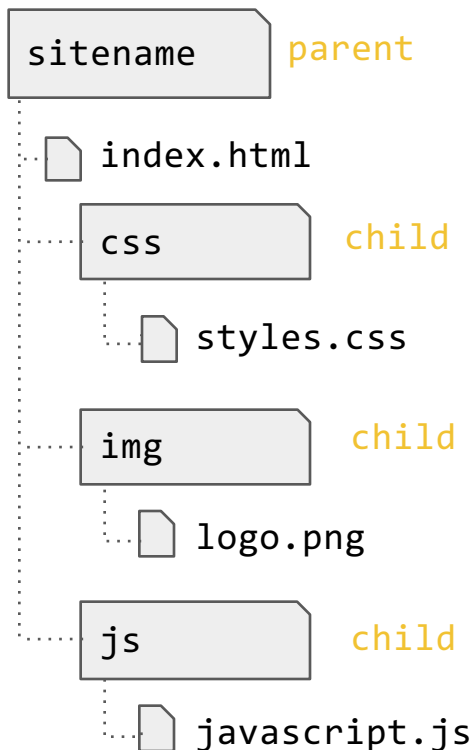 sitename parent
index.html
css child
styles.css
img child
logo.png
js child
javascript.js